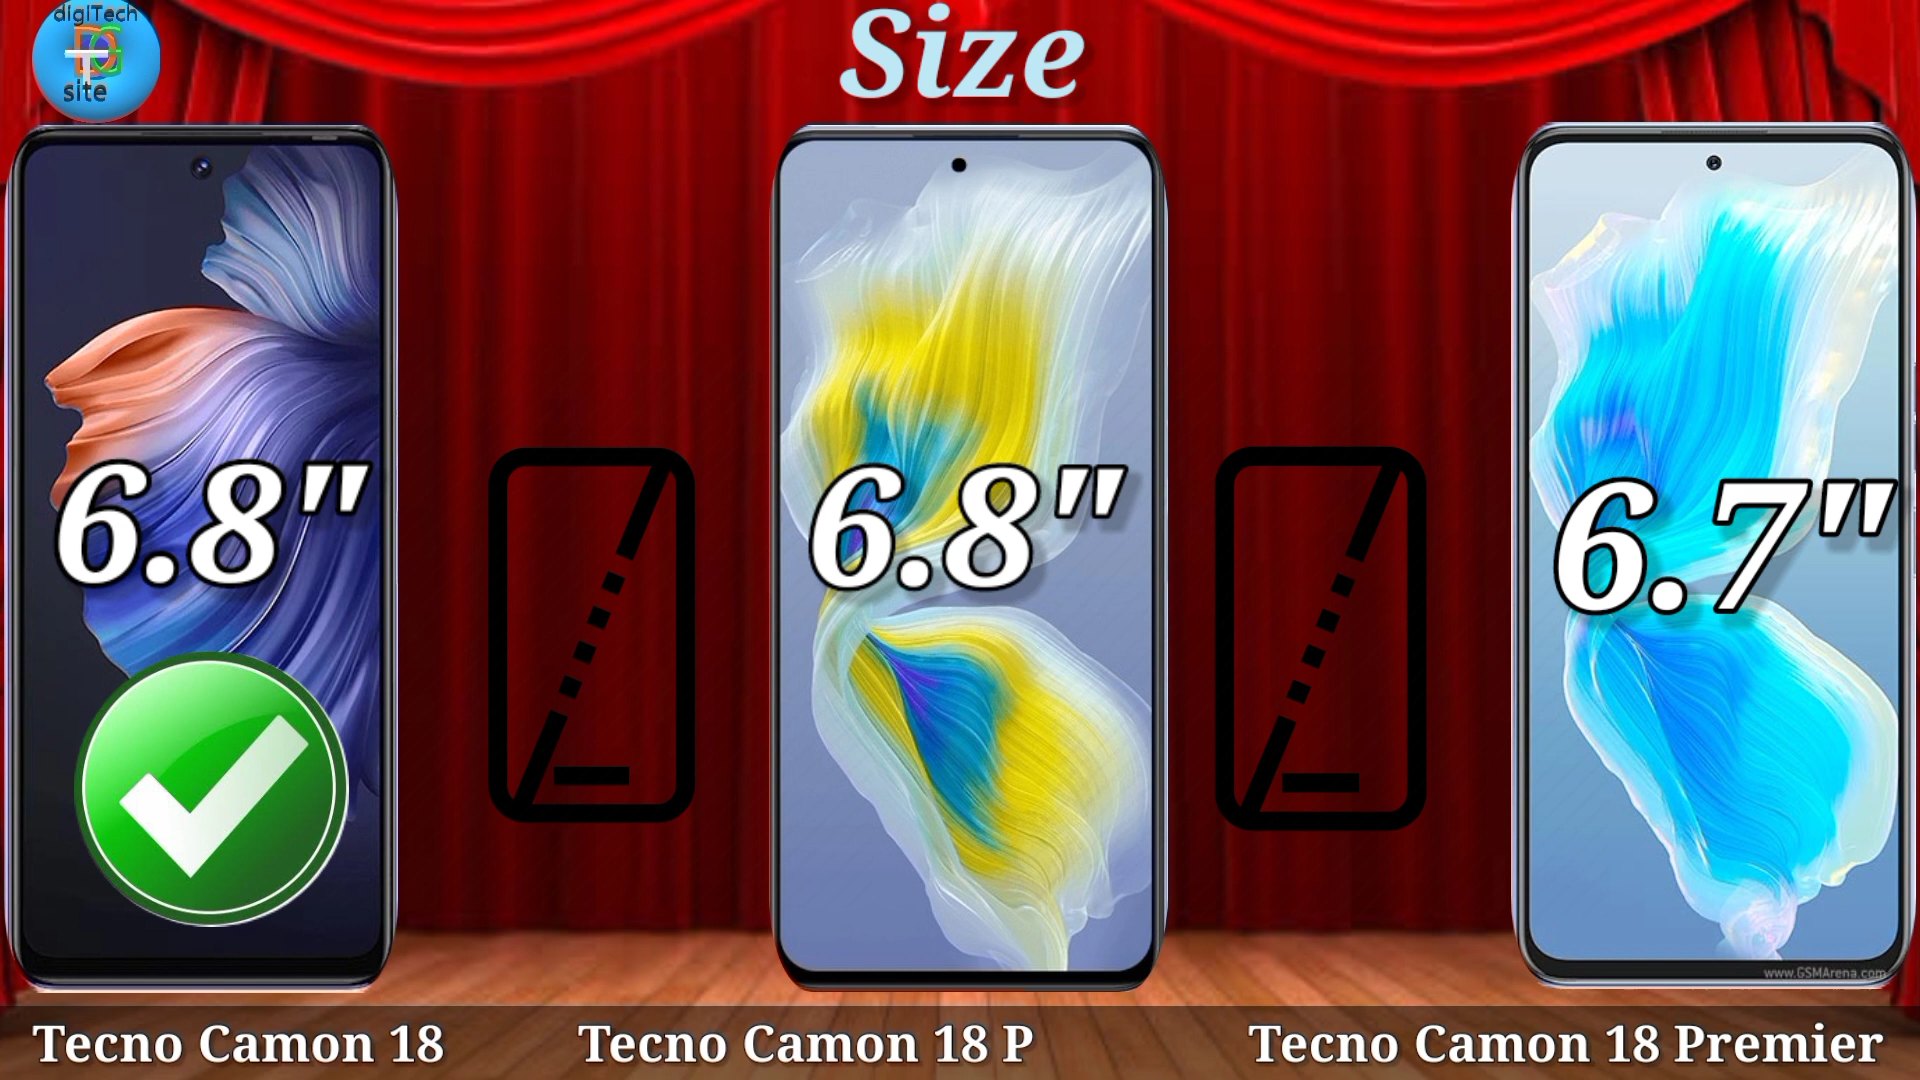 digITech
DG
site
Size
6.8"
6.8"
6.7"
www.GSMArena.com
Tecno Camon 18
Tecno Camon 18 P
Tecno Camon 18 Premier